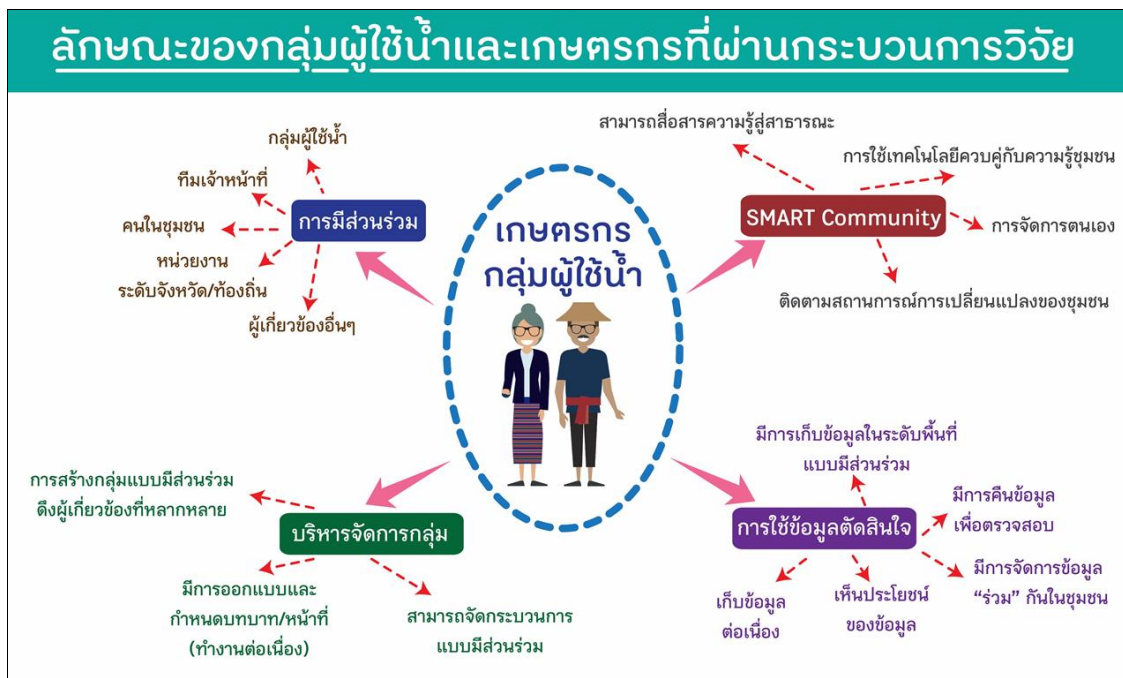 ลักษณะของกลุ่มผู้ใช้น้ำและเกษตรกรที่ผ่านกระบวนการวิจัย
กลุ่มผู้ใช้น้ำ
ทีมเจ้าหน้าที่
คนในชุมชน
หน่วยงาน
ระดับจังหวัด/ท้องถิ่น
ผู้เกี่ยวข้องอื่นๆ
การมีส่วนร่วม
เกษตรกร
กลุ่มผู้ใช้น้ำ
สามารถสื่อสารความรู้สู่สาธารณะ
การใช้เทคโนโลยีควบคู่กับความรู้ชุมชน
SMART Community
การจัดการตนเอง
ติดตามสถานการณ์การเปลี่ยนแปลงของชุมชน
การสร้างกลุ่มแบบมีส่วนร่วม
ดึงผู้เกี่ยวข้องที่หลากหลาย
บริหารจัดการกลุ่ม
มีการออกแบบและ
กำหนดบทบาท/หน้าที่
(ทำงานต่อเนื่อง)
สามารถจัดกระบวนการ
แบบมีส่วนร่วม
มีการเก็บข้อมูลในระดับพื้นที่
แบบมีส่วนร่วม
การใช้ข้อมูลตัดสินใจ
มีการคืนข้อมูล
เพื่อตรวจสอบ
มีการจัดการข้อมูล
“ร่วม” กันในชุมชน
เห็นประโยชน์
ของข้อมูล
เก็บข้อมูล
ต่อเนื่อง